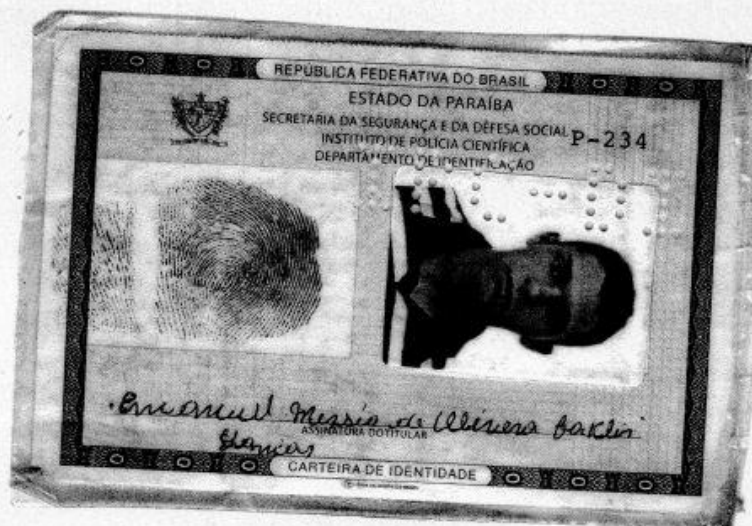 REPÚBLICA FEDERATIVA DO BRASIL
ESTADO DA PARAÍBA
SECRETARIA DA SEGURANÇA E DA DEFESA SOCIAL
P-234
INSTITUTO DE POLÍCIA CIENTÍFICA
DEPARTAMENTO DE IDENTIFICAÇÃO
Emanuel Messia de Oliveira
ASSINATURA DO TITULAR
CARTEIRA DE IDENTIDADE